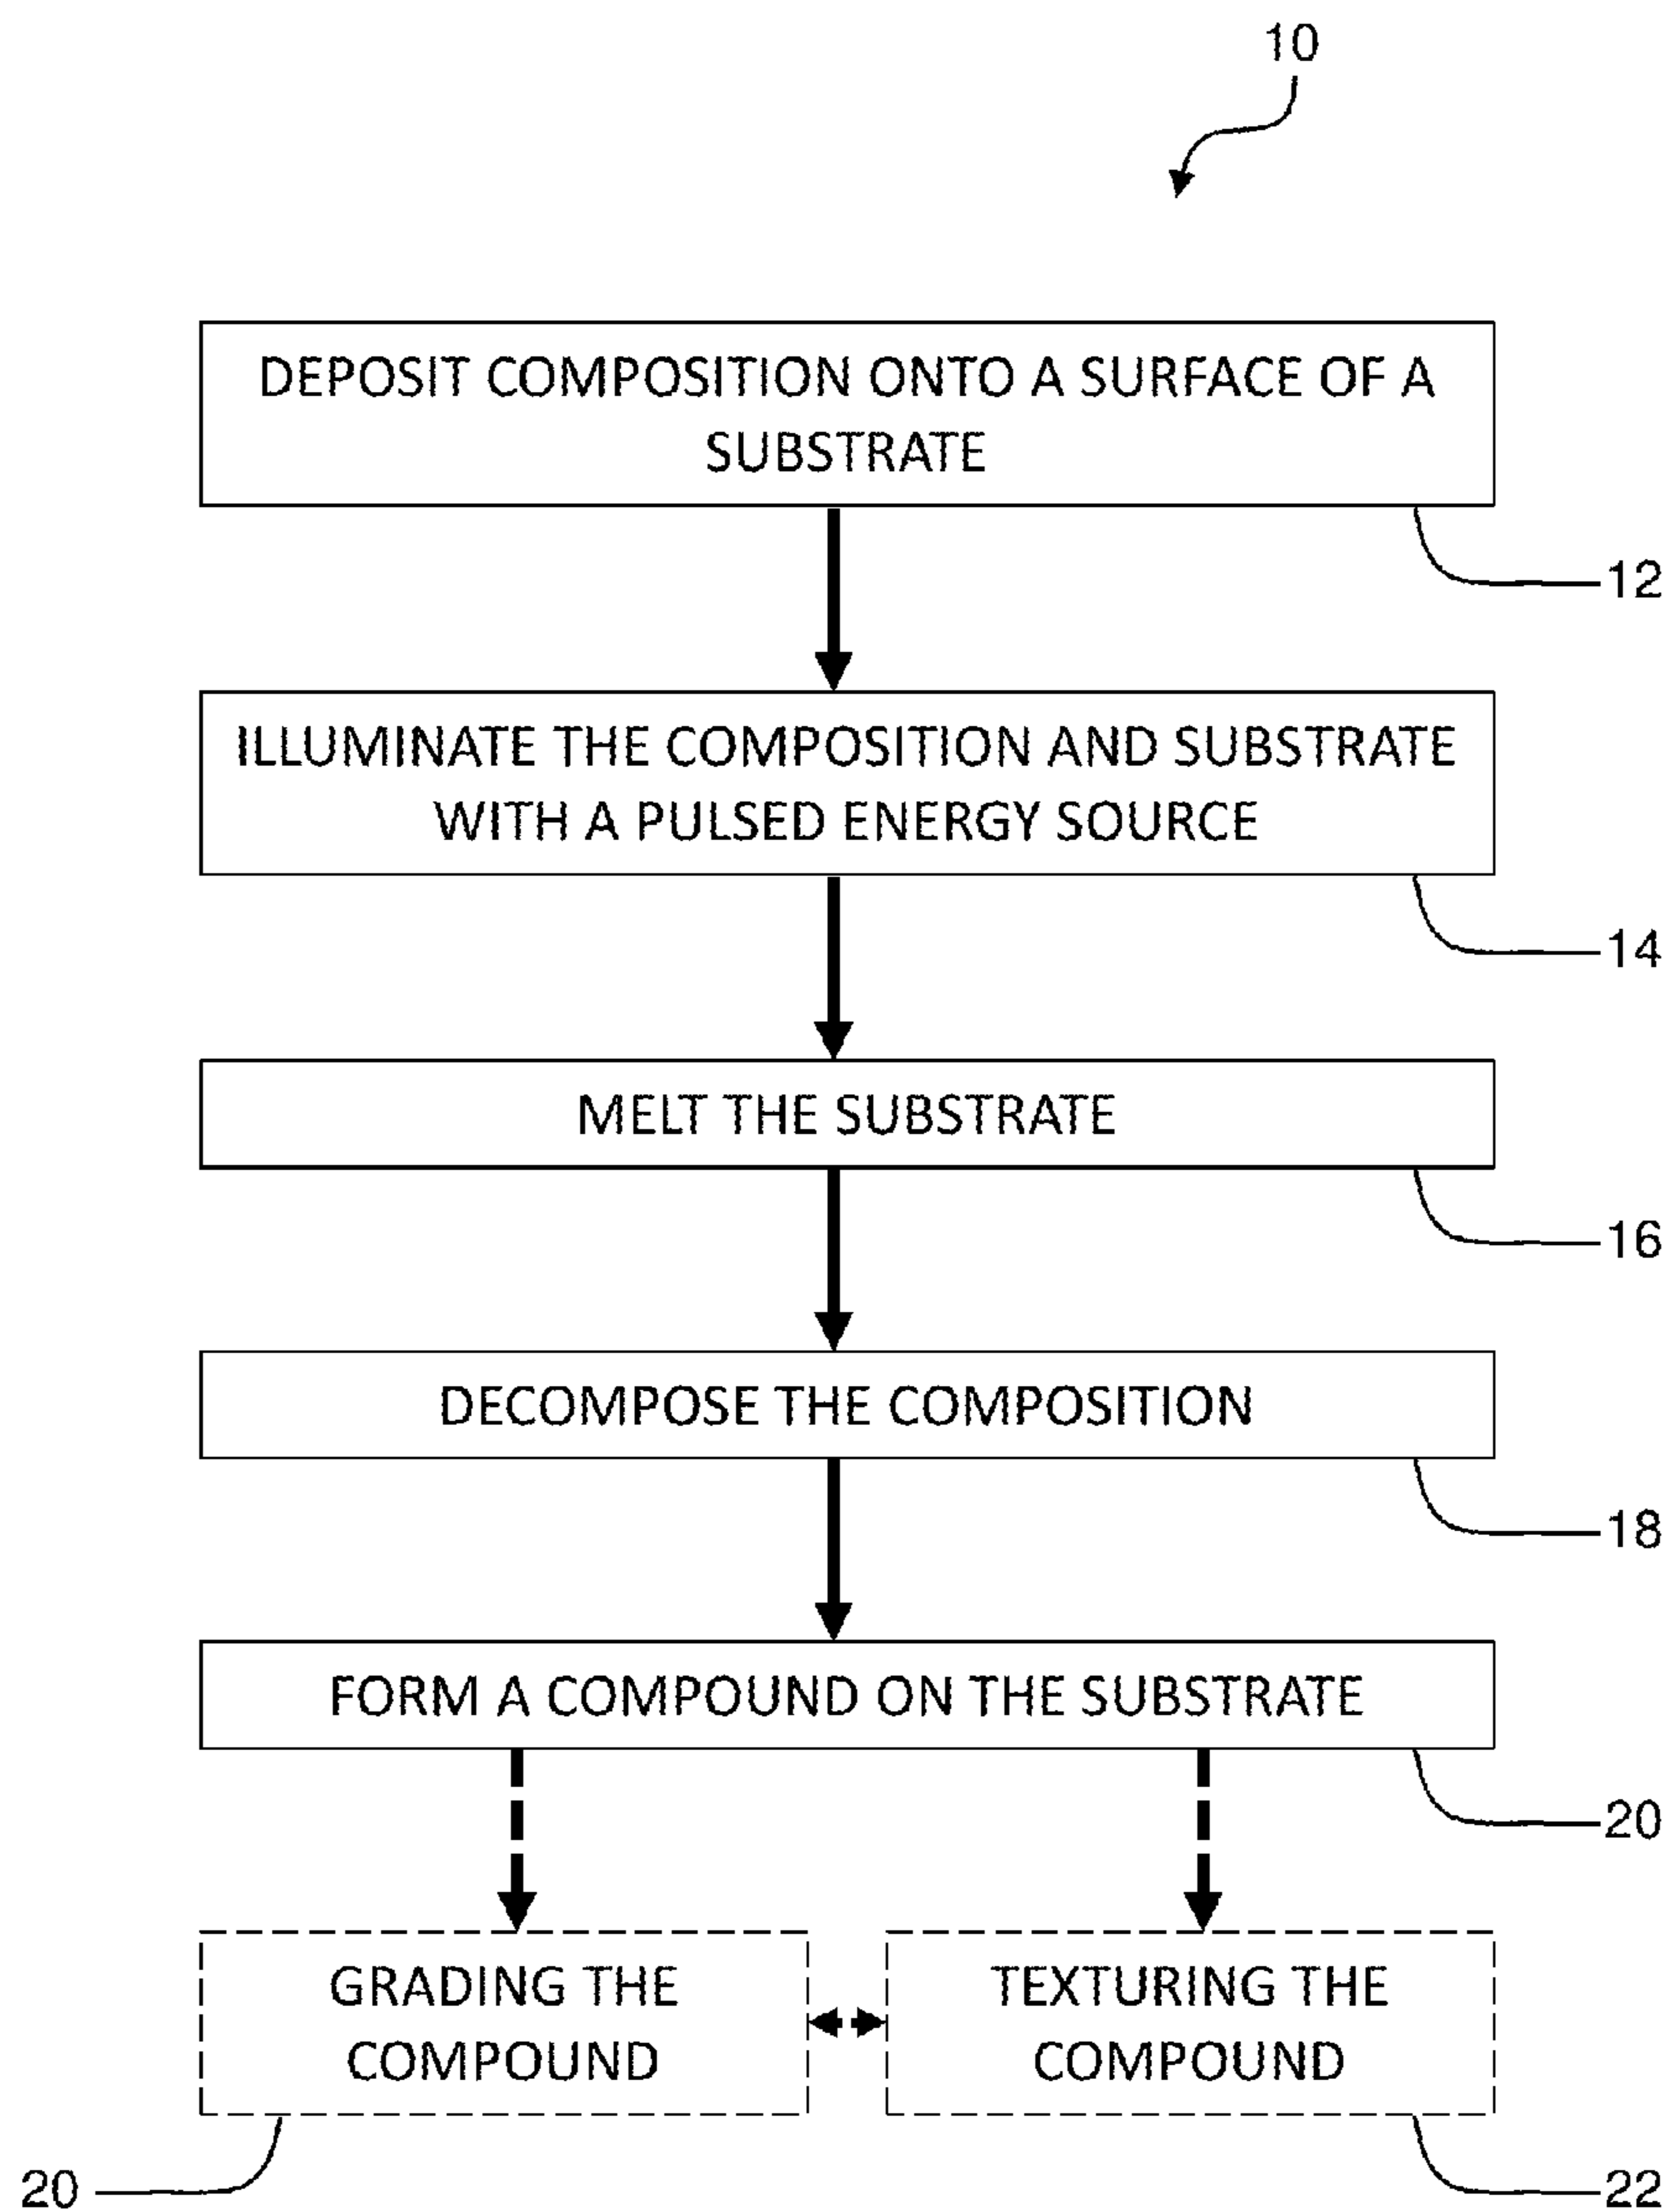 10
DEPOSIT COMPOSITION ONTO A SURFACE OF A
SUBSTRATE
12
ILLUMINATE THE COMPOSITION AND SUBSTRATE
WITH A PULSED ENERGY SOURCE
14
MELT THE SUBSTRATE
16
DECOMPOSE THE COMPOSITION
18
FORM A COMPOUND ON THE SUBSTRATE
20
GRADING THE
COMPOUND
20
TEXTURING THE
COMPOUND
22